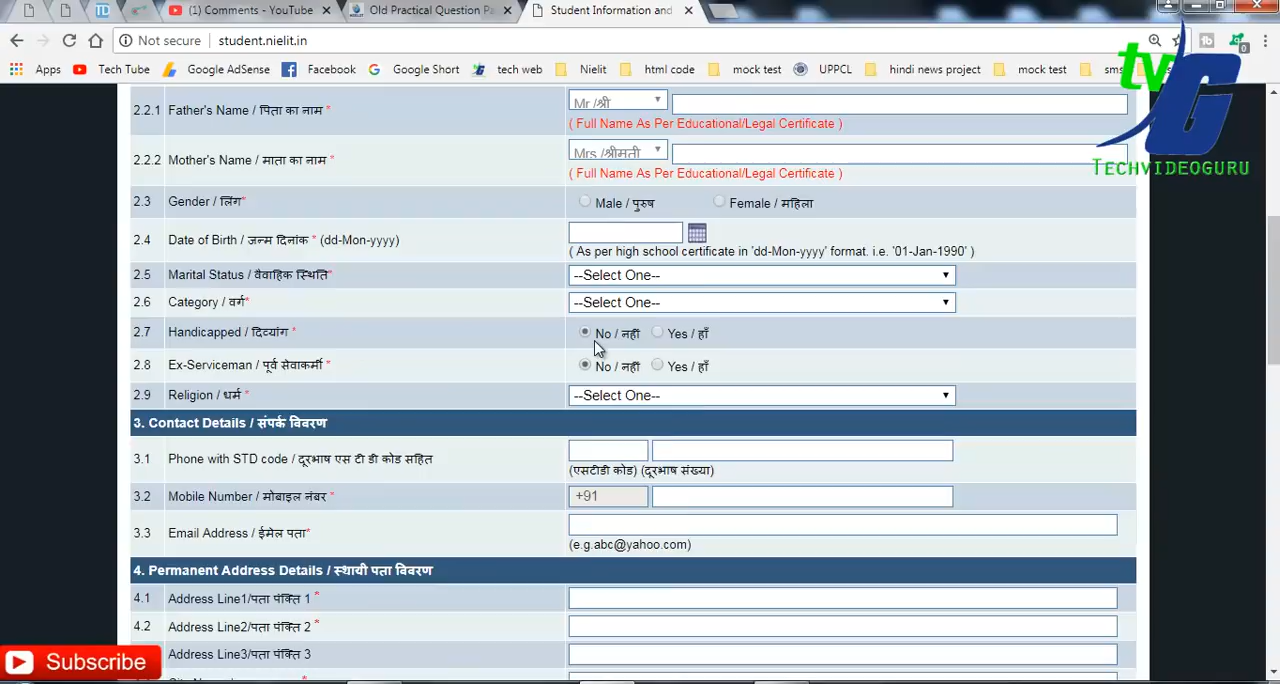 (1) Comments - YouTube
Old Practical Question Pa
Student Information and
Not secure
student.nielit.in
Apps
Tech Tube
Google AdSense
Facebook
Google Short
tech web
Nielit
html code
mock test
UPPCL
hindi news project
mock test
sms
tv
TECHVIDEOGURU
2.2.1 Father's Name / पिता का नाम * Mr /श्री
( Full Name As Per Educational/Legal Certificate )
2.2.2 Mother's Name / माता का नाम * Mrs /श्रीमती
( Full Name As Per Educational/Legal Certificate )
2.3 Gender / लिंग* Male / पुरुष Female / महिला
2.4 Date of Birth / जन्म दिनांक * (dd-Mon-yyyy)
( As per high school certificate in 'dd-Mon-yyyy' format. i.e. '01-Jan-1990' )
2.5 Marital Status / वैवाहिक स्थिति* --Select One--
2.6 Category / वर्ग* --Select One--
2.7 Handicapped / दिव्यांग * No / नहीं Yes / हाँ
2.8 Ex-Serviceman / पूर्व सेवाकर्मी * No / नहीं Yes / हाँ
2.9 Religion / धर्म * --Select One--
3. Contact Details / संपर्क विवरण
3.1 Phone with STD code / दूरभाष एस टी डी कोड सहित
(एसटीडी कोड) (दूरभाष संख्या)
3.2 Mobile Number / मोबाइल नंबर * +91
3.3 Email Address / ईमेल पता*
(e.g.abc@yahoo.com)
4. Permanent Address Details / स्थायी पता विवरण
4.1 Address Line1/पता पंक्ति 1 *
4.2 Address Line2/पता पंक्ति 2 *
Address Line3/पता पंक्ति 3
Subscribe